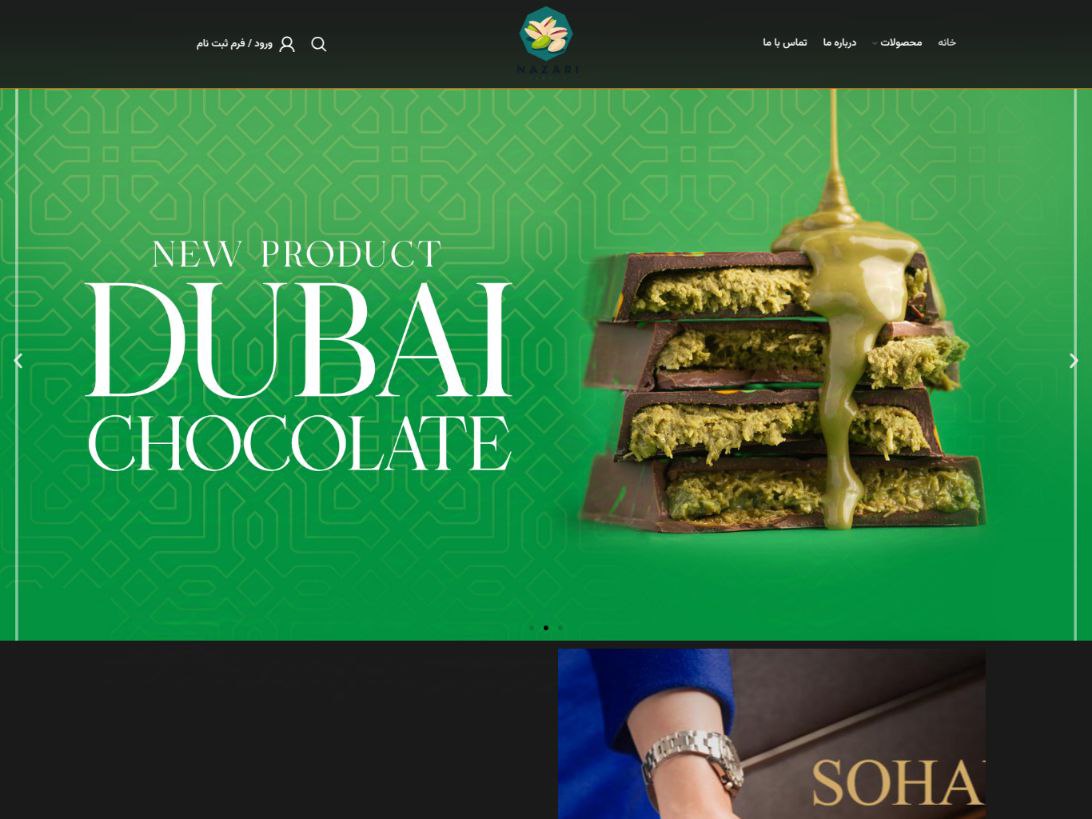 خانه
محصولات
درباره ما
تماس با ما
NAZARI
ورود / فرم ثبت نام
NEW PRODUCT
DUBAI
CHOCOLATE
SOHA